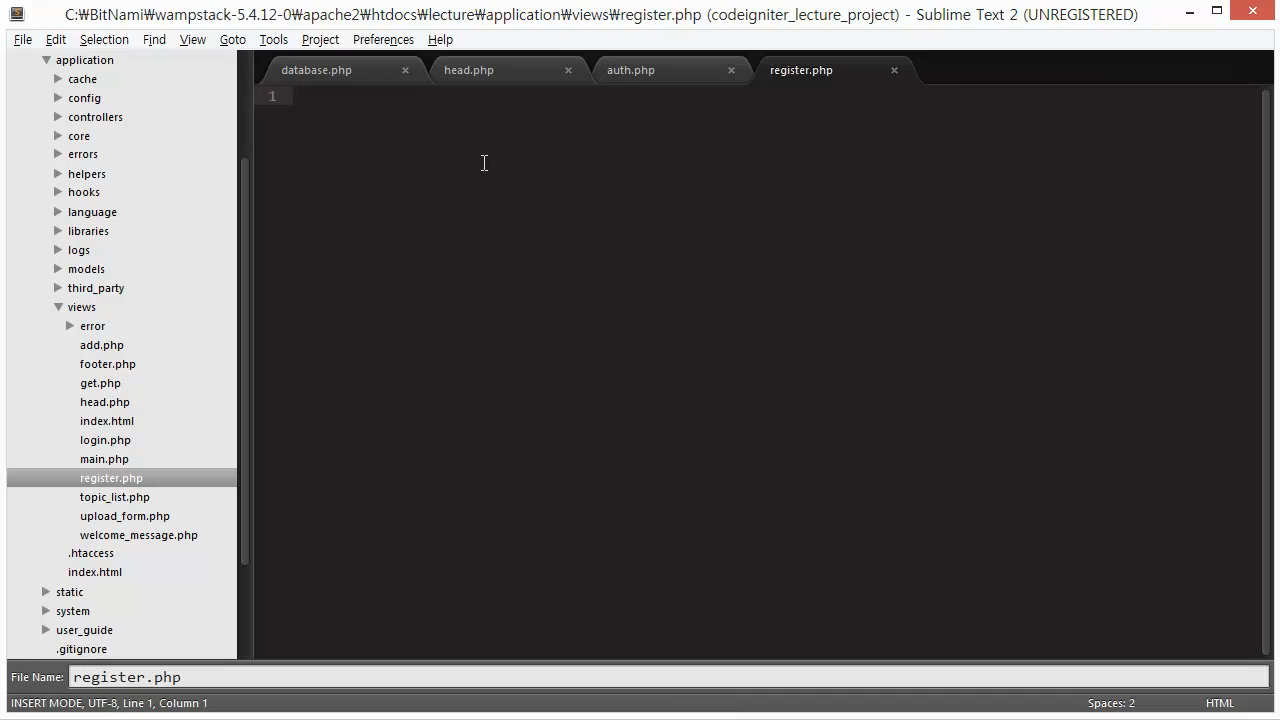 C:₩BitNami₩wampstack-5.4.12-0₩apache2₩htdocs₩lecture₩application₩views₩register.php (codeigniter_lecture_project) - Sublime Text 2 (UNREGISTERED)
File Edit Selection Find View Goto Tools Project Preferences Help
application
cache
config
controllers
core
errors
helpers
hooks
language
libraries
logs
models
third_party
views
error
add.php
footer.php
get.php
head.php
index.html
login.php
main.php
register.php
topic_list.php
upload_form.php
welcome_message.php
.htaccess
index.html
static
system
user_guide
.gitignore
database.php head.php auth.php register.php
1
File Name: register.php
INSERT MODE, UTF-8, Line 1, Column 1 Spaces: 2 HTML